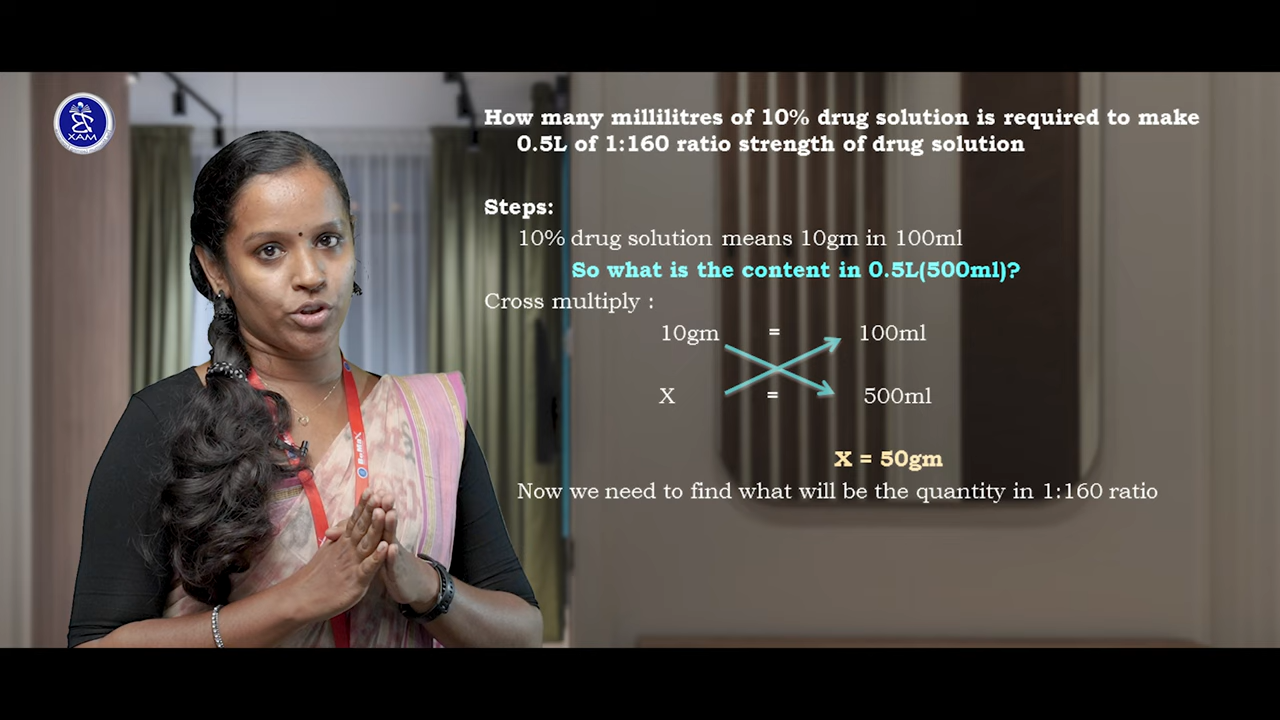 XAM
How many millilitres of 10% drug solution is required to make
0.5L of 1:160 ratio strength of drug solution
Steps:
10% drug solution means 10gm in 100ml
So what is the content in 0.5L(500ml)?
Cross multiply :
10gm = 100ml
X = 500ml
X = 50gm
Now we need to find what will be the quantity in 1:160 ratio